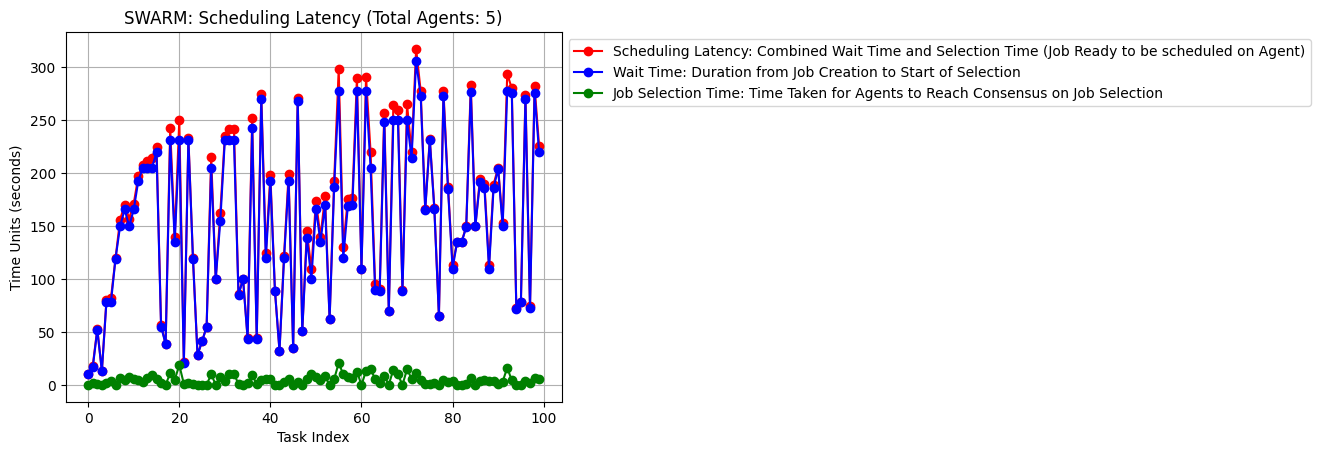 SWARM: Scheduling Latency (Total Agents: 5)
Scheduling Latency: Combined Wait Time and Selection Time (Job Ready to be scheduled on Agent)
Wait Time: Duration from Job Creation to Start of Selection
Job Selection Time: Time Taken for Agents to Reach Consensus on Job Selection
Time Units (seconds)
300
250
200
150
100
50
0
0 20 40 60 80 100
Task Index